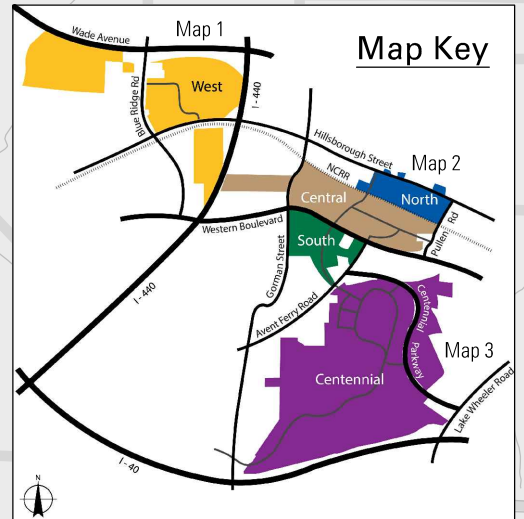 Map 1
Wade Avenue
Map Key
West
I - 440
Blue Ridge Rd
Hillsborough Street
NCRR
Map 2
Central
North
Pullen Rd
Western Boulevard
South
Gorman Street
Avent Ferry Road
I - 440
Centennial
Parkway
Map 3
Centennial
Lake Wheeler Road
I - 40
N